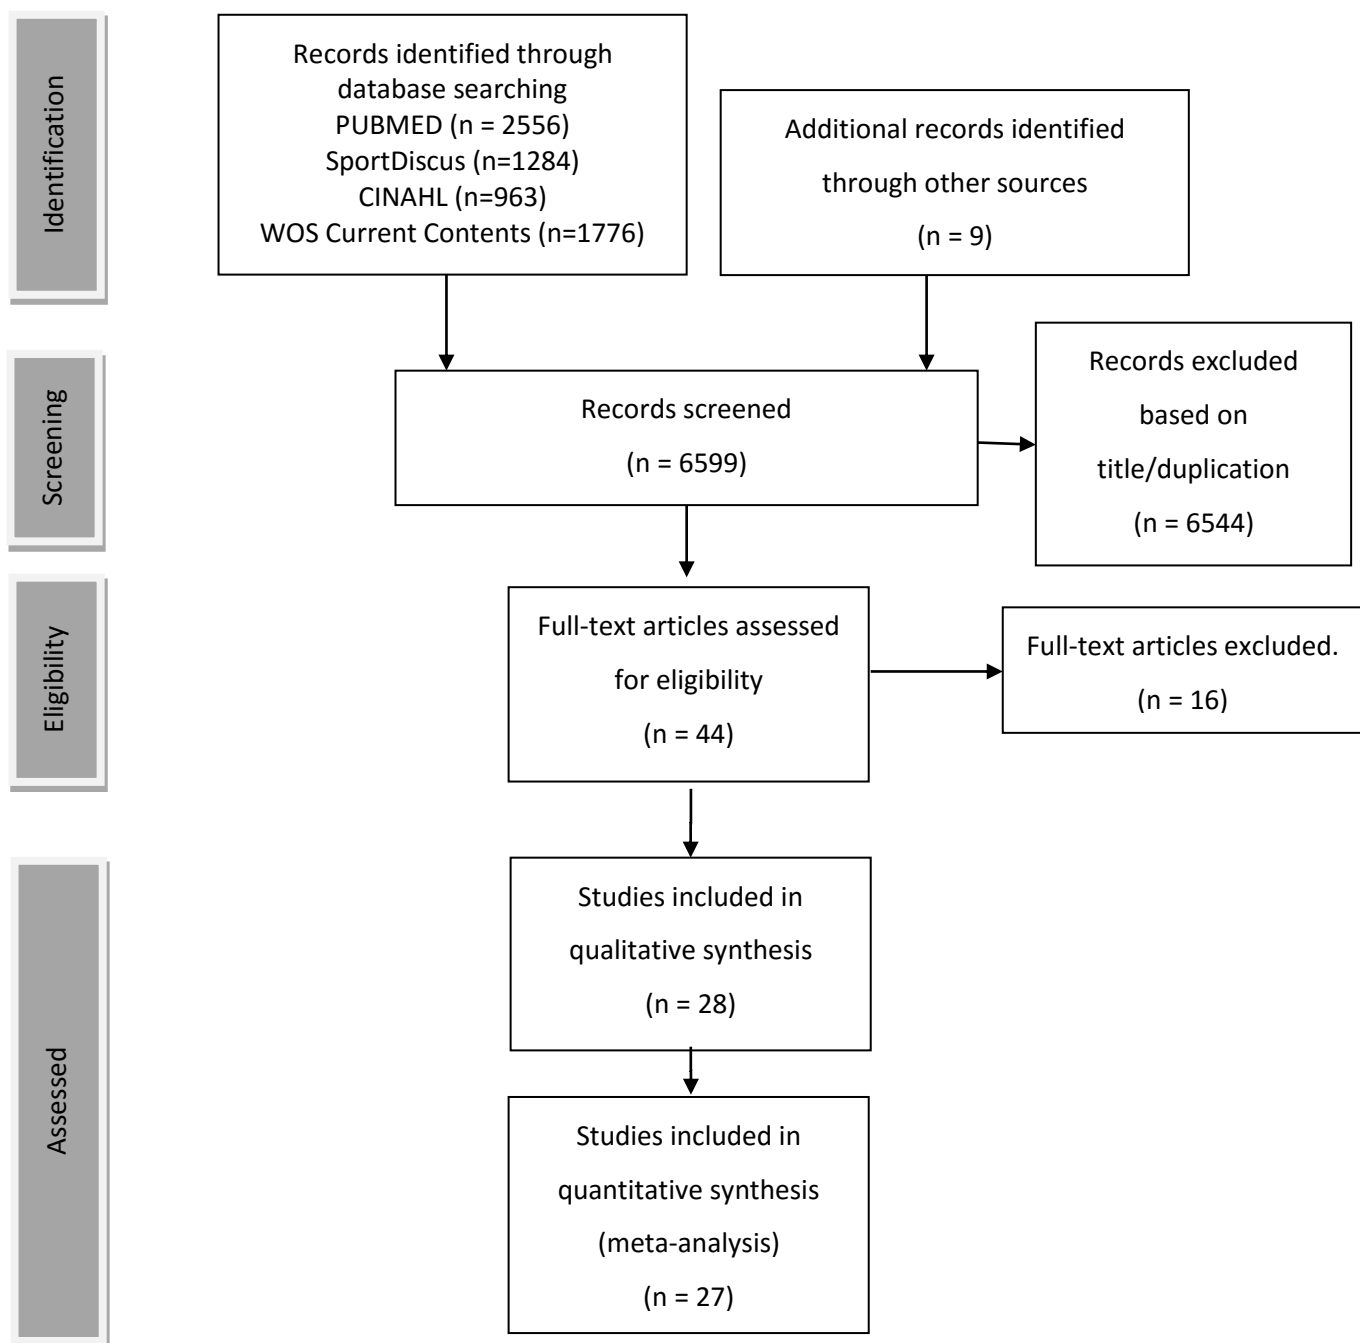 Identification
Records identified through
database searching
PUBMED (n = 2556)
SportDiscus (n=1284)
CINAHL (n=963)
WOS Current Contents (n=1776)
Additional records identified
through other sources
(n = 9)
Screening
Records screened
(n = 6599)
Records excluded
based on
title/duplication
(n = 6544)
Eligibility
Full-text articles assessed
for eligibility
(n = 44)
Full-text articles excluded.
(n = 16)
Assessed
Studies included in
qualitative synthesis
(n = 28)
Studies included in
quantitative synthesis
(meta-analysis)
(n = 27)